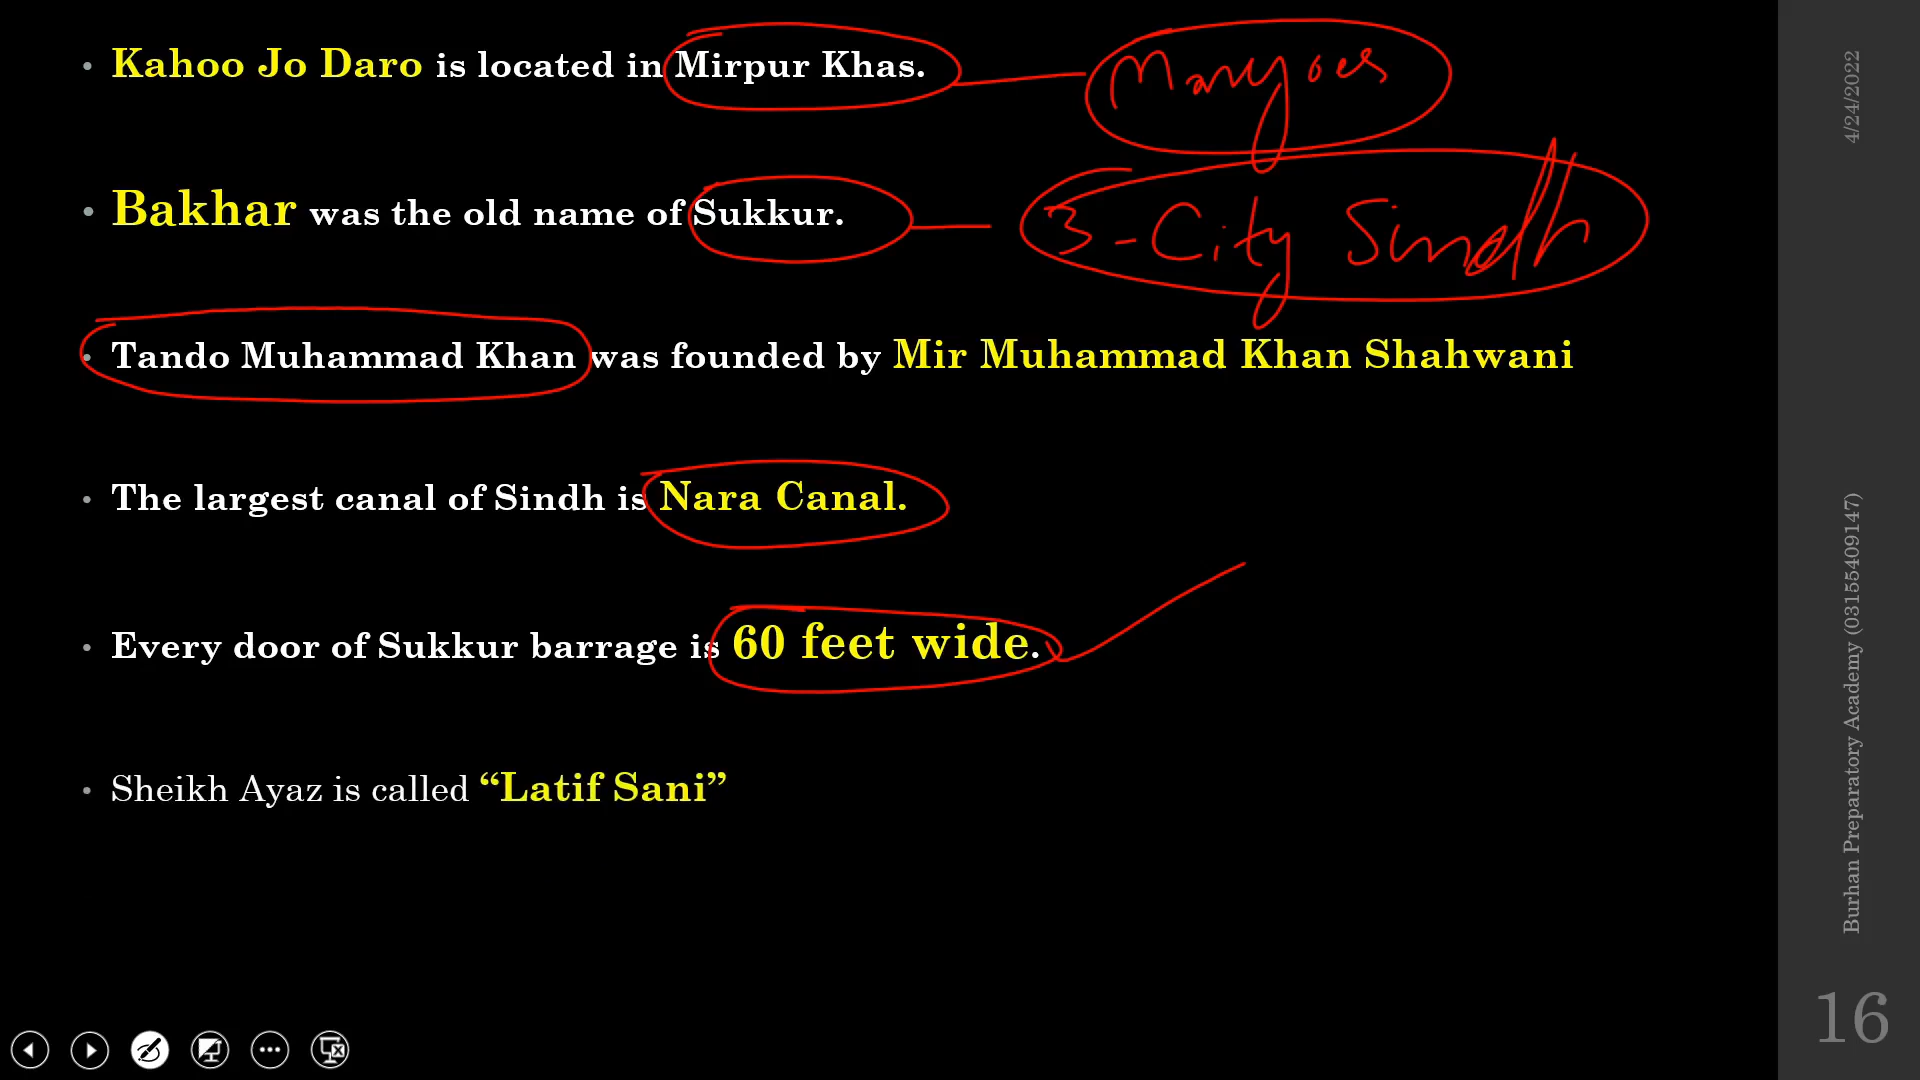 • Kahoo Jo Daro is located in Mirpur Khas. Mangoes
• Bakhar was the old name of Sukkur. 3-City Sindh
• Tando Muhammad Khan was founded by Mir Muhammad Khan Shahwani
• The largest canal of Sindh is Nara Canal.
• Every door of Sukkur barrage is 60 feet wide.
• Sheikh Ayaz is called “Latif Sani”
4/24/2022
Burhan Preparatory Academy (03155409147)
16